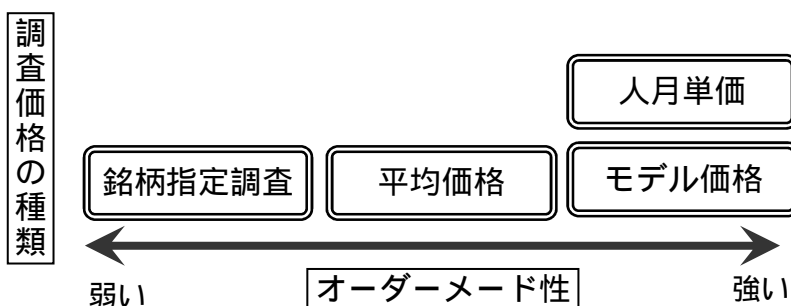 調査価格の種類
人月単価
銘柄指定調査
平均価格
モデル価格
弱い
オーダーメード性
強い